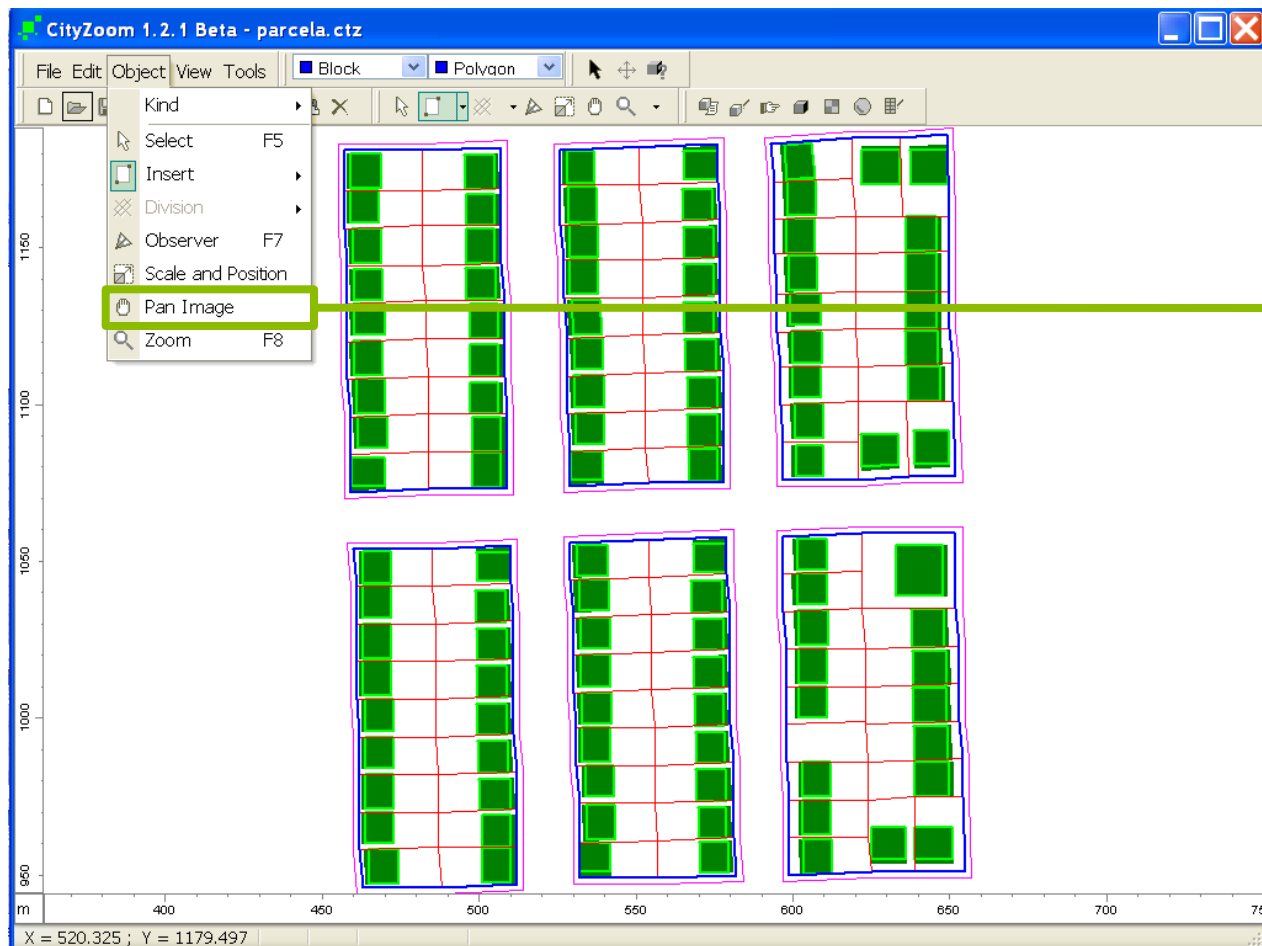 CityZoom 1.2.1 Beta - parcela.ctz
File Edit Object View Tools Block Polygon
Kind
Select F5
Insert
Division
Observer F7
Scale and Position
Pan Image
Zoom F8
1150
1100
1050
1000
950
m 400 450 500 550 600 650 700
X = 520.325 ; Y = 1179.497